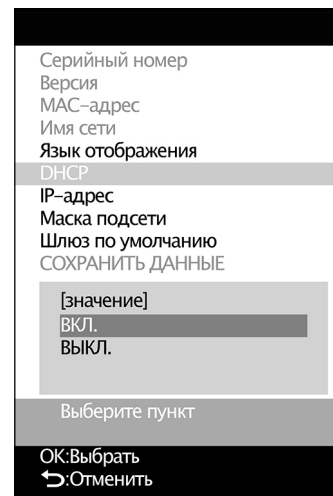 Серийный номер
Версия
MAC–адрес
Имя сети
Язык отображения
DHCP
IP–адрес
Маска подсети
Шлюз по умолчанию
СОХРАНИТЬ ДАННЫЕ
[значение]
ВКЛ.
ВЫКЛ.
Выберите пункт
OK:Выбрать
⮌:Отменить